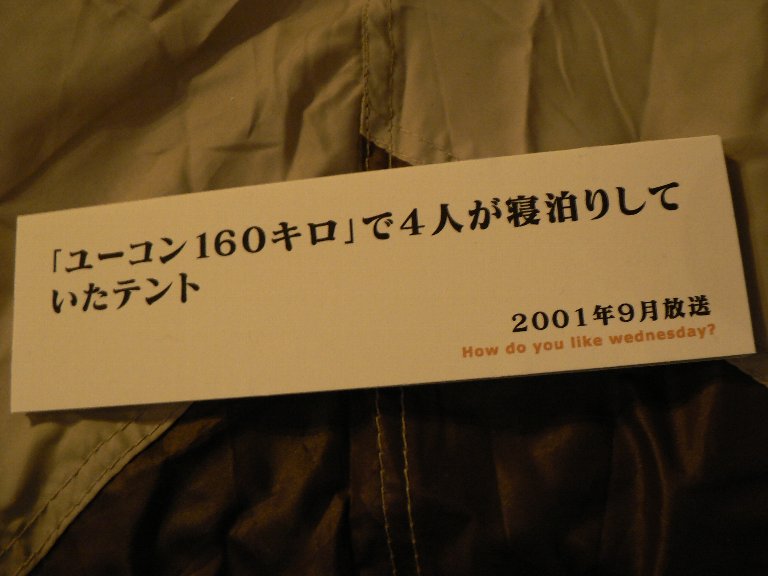 「ユーコン160キロ」で4人が寝泊りして
いたテント
2001年9月放送
How do you like wednesday?